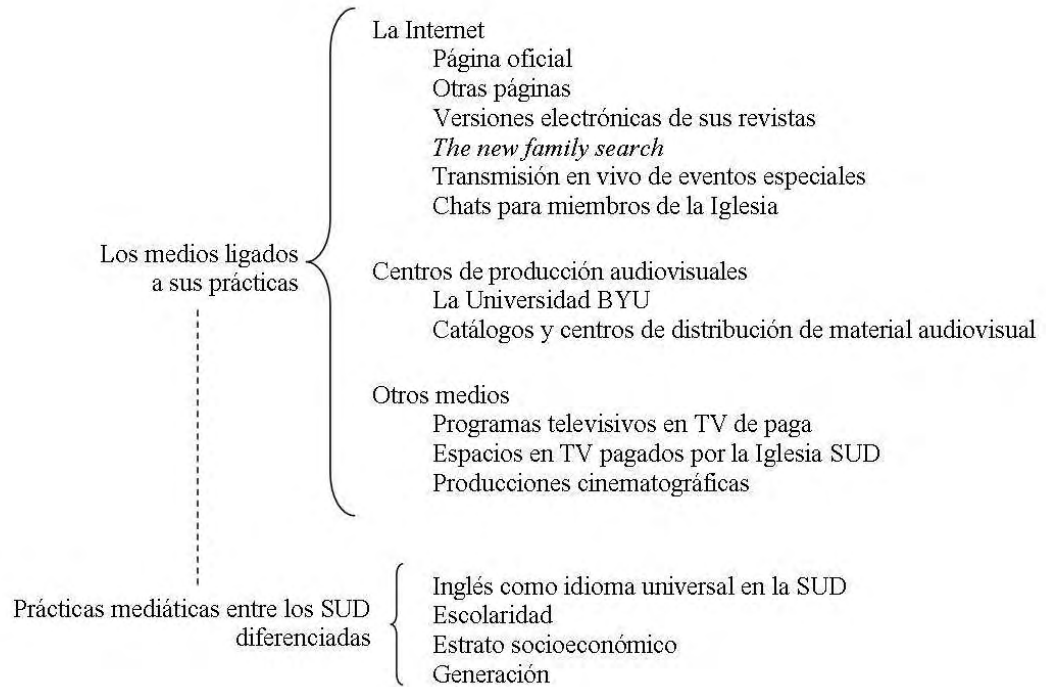 La Internet
Página oficial
Otras páginas
Versiones electrónicas de sus revistas
The new family search
Transmisión en vivo de eventos especiales
Chats para miembros de la Iglesia
Los medios ligados
a sus prácticas
Centros de producción audiovisuales
La Universidad BYU
Catálogos y centros de distribución de material audiovisual
Otros medios
Programas televisivos en TV de paga
Espacios en TV pagados por la Iglesia SUD
Producciones cinematográficas
Prácticas mediáticas entre los SUD
diferenciadas
Inglés como idioma universal en la SUD
Escolaridad
Estrato socioeconómico
Generación